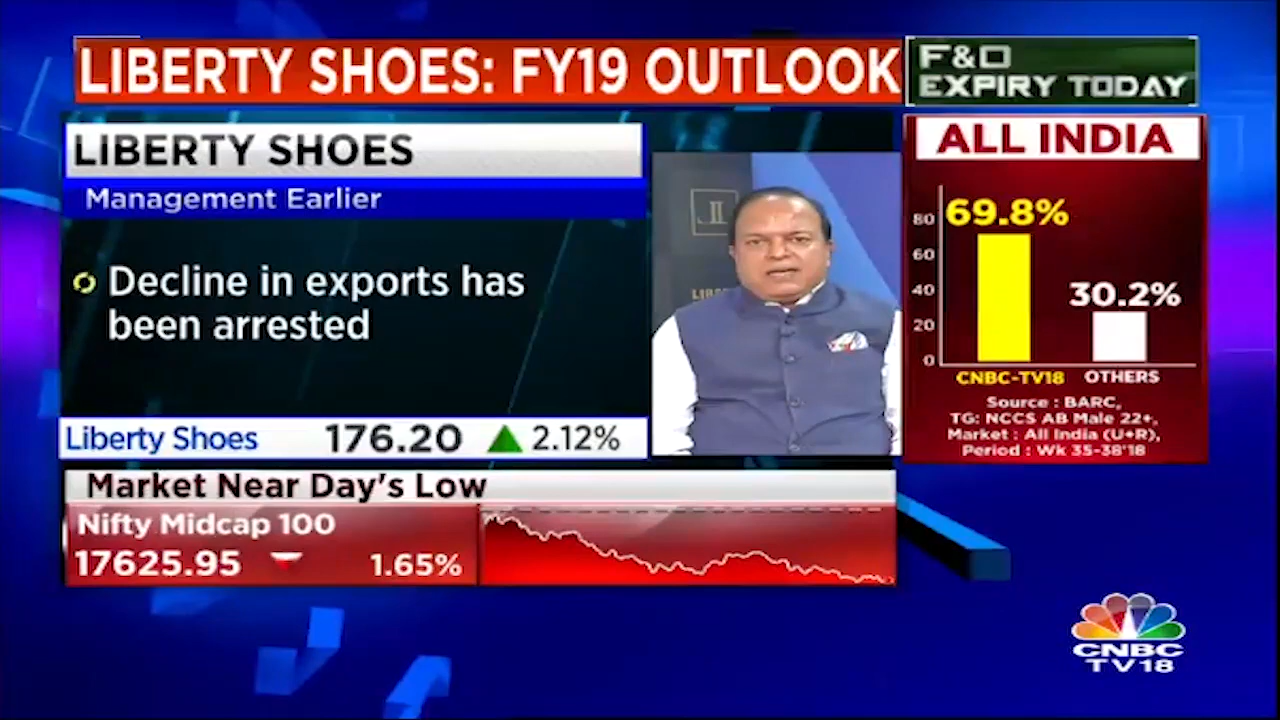 LIBERTY SHOES: FY19 OUTLOOK
F&O
EXPIRY TODAY
LIBERTY SHOES
Management Earlier
Decline in exports has
been arrested
Liberty Shoes 176.20 2.12%
Market Near Day's Low
Nifty Midcap 100
17625.95 1.65%
ALL INDIA
69.8%
30.2%
80
60
40
20
0
CNBC-TV18 OTHERS
Source : BARC,
TG: NCCS AB Male 22+,
Market : All India (U+R),
Period : Wk 35-38'18
CNBC
TV18